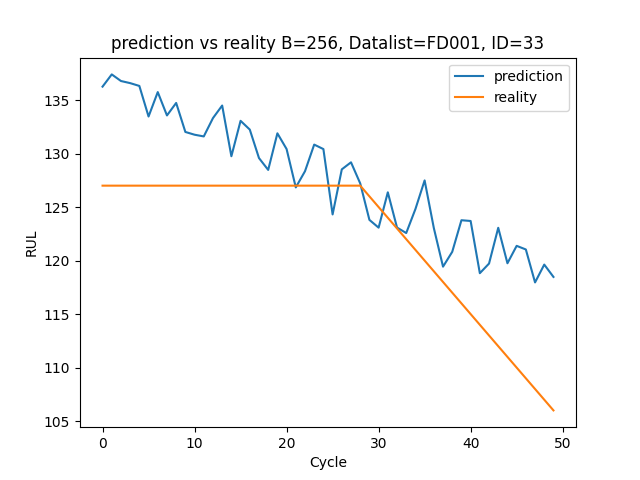 prediction vs reality B=256, Datalist=FD001, ID=33
prediction
reality
135
130
125
120
115
110
105
RUL
0 10 20 30 40 50
Cycle